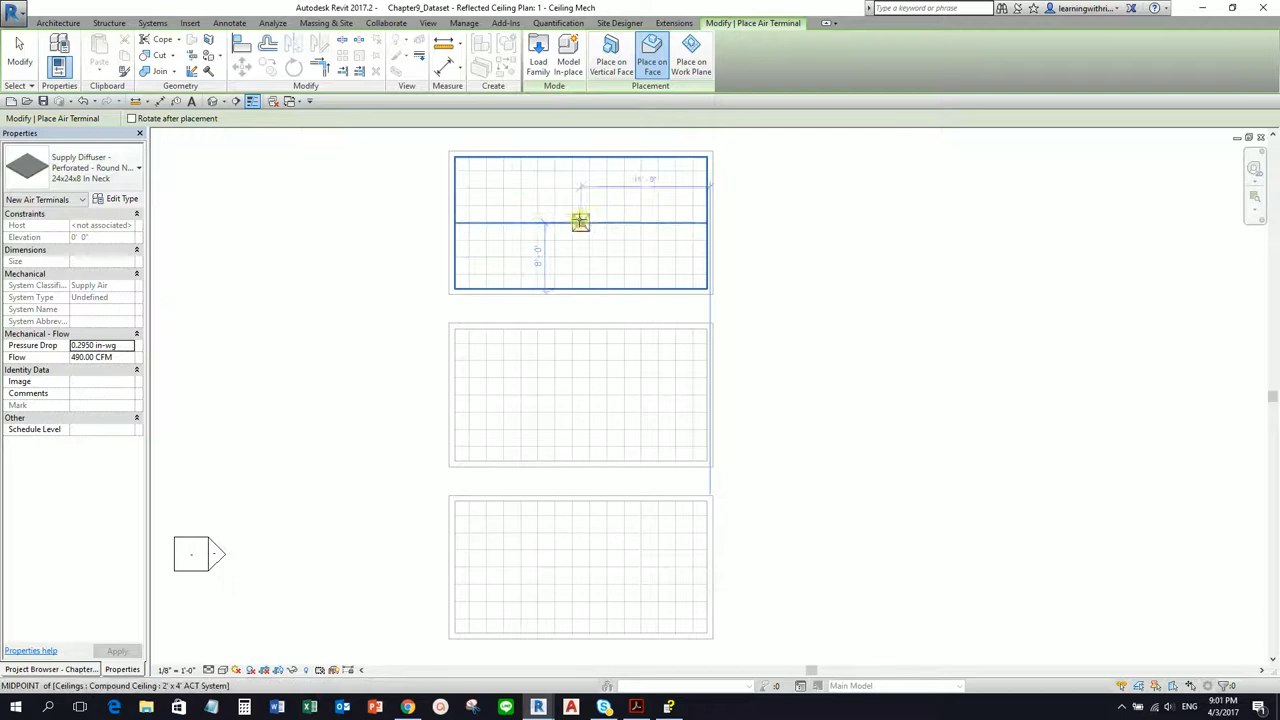 Autodesk Revit 2017.2 - Chapter9_Dataset - Reflected Ceiling Plan: 1 - Ceiling Mech
Type a keyword or phrase
learningwithri...
Architecture Structure Systems Insert Annotate Analyze Massing & Site Collaborate View Manage Add-Ins Quantification Site Designer Extensions Modify | Place Air Terminal
Modify
Paste
Cope
Cut
Join
Load Family
Model In-place
Place on Vertical Face
Place on Face
Place on Work Plane
Select Properties Clipboard Geometry Modify View Measure Create Mode Placement
Modify | Place Air Terminal
Rotate after placement
Properties
Supply Diffuser - Perforated - Round N...
24x24x8 In Neck
New Air Terminals
Edit Type
Constraints
Host <not associated>
Elevation 0' 0"
Dimensions
Size
Mechanical
System Classifi... Supply Air
System Type Undefined
System Name
System Abbrev...
Mechanical - Flow
Pressure Drop 0.2950 in-wg
Flow 490.00 CFM
Identity Data
Image
Comments
Mark
Other
Schedule Level
Properties help
Apply
Project Browser - Chapter...
Properties
1/8" = 1'-0"
8' - 0"
MIDPOINT of [Ceilings : Compound Ceiling : 2' x 4' ACT System]
:0
Main Model
:0
9:01 PM
4/3/2017